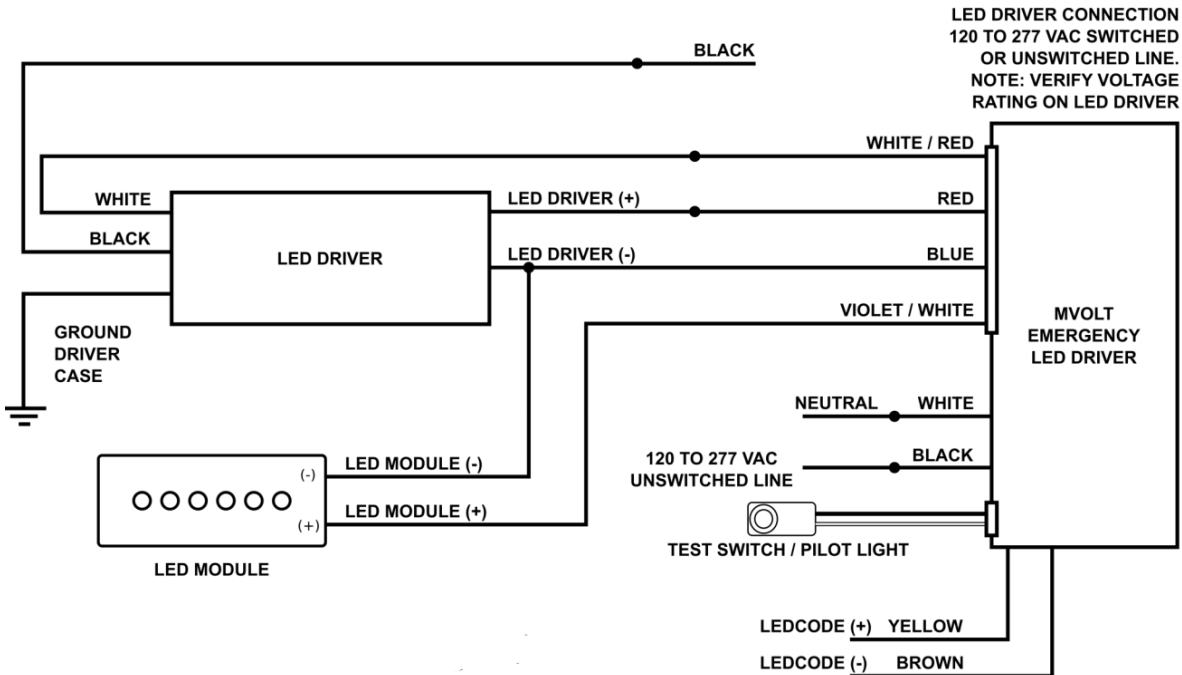 LED DRIVER CONNECTION
120 TO 277 VAC SWITCHED
OR UNSWITCHED LINE.
NOTE: VERIFY VOLTAGE
RATING ON LED DRIVER
BLACK
WHITE / RED
WHITE
LED DRIVER (+)
RED
BLACK
LED DRIVER
LED DRIVER (-)
BLUE
VIOLET / WHITE
MVOLT
EMERGENCY
LED DRIVER
GROUND
DRIVER
CASE
NEUTRAL
WHITE
120 TO 277 VAC
UNSWITCHED LINE
BLACK
(-)
LED MODULE (-)
(+)
LED MODULE (+)
LED MODULE
TEST SWITCH / PILOT LIGHT
LEDCODE (+) YELLOW
LEDCODE (-) BROWN